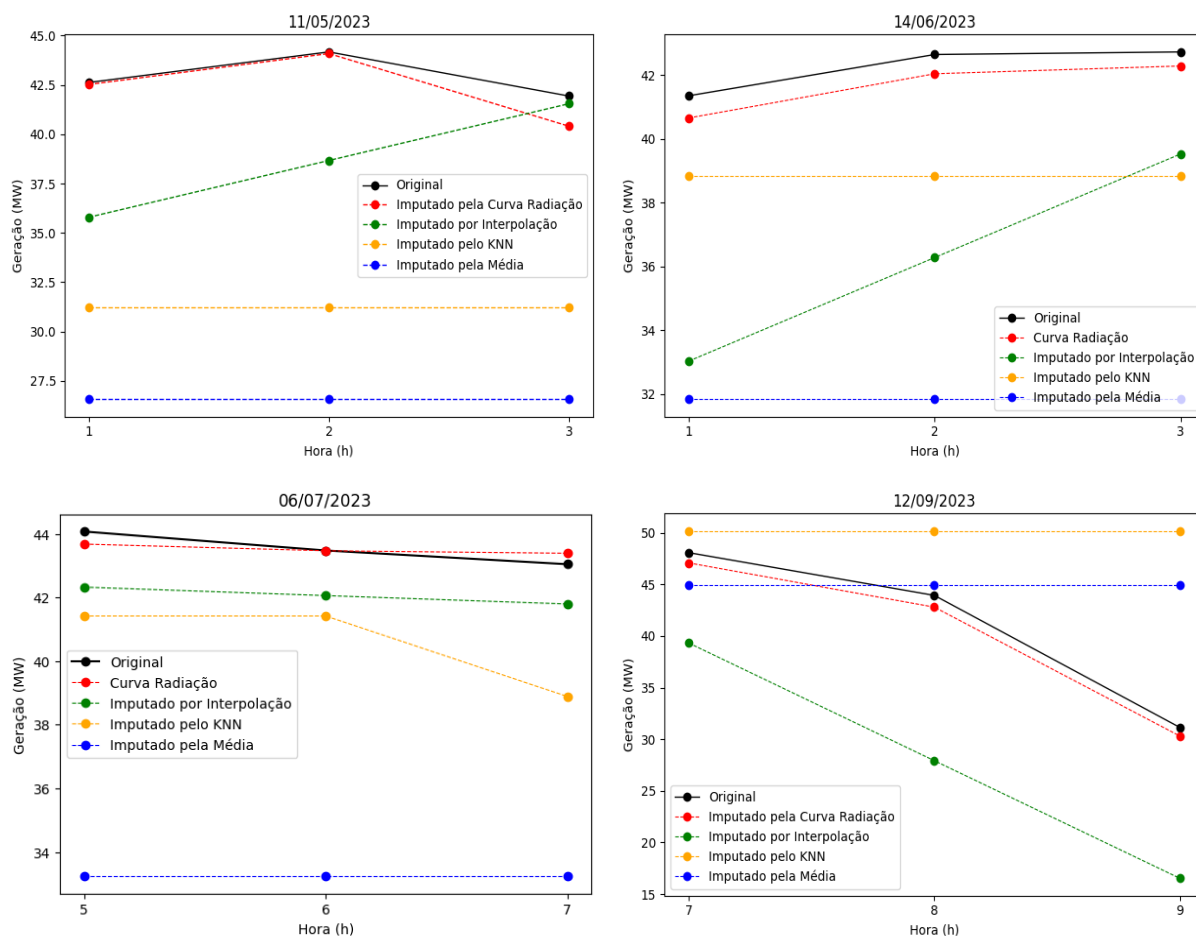 11/05/2023
Geração (MW)
45.0
42.5
40.0
37.5
35.0
32.5
30.0
27.5
Original
Imputado pela Curva Radiação
Imputado por Interpolação
Imputado pelo KNN
Imputado pela Média
1 2 3
Hora (h)
14/06/2023
Geração (MW)
42
40
38
36
34
32
Original
Curva Radiação
Imputado por Interpolação
Imputado pelo KNN
Imputado pela Média
1 2 3
Hora (h)
06/07/2023
Geração (MW)
44
42
40
38
36
34
Original
Curva Radiação
Imputado por Interpolação
Imputado pelo KNN
Imputado pela Média
5 6 7
Hora (h)
12/09/2023
Geração (MW)
50
45
40
35
30
25
20
15
Original
Imputado pela Curva Radiação
Imputado por Interpolação
Imputado pelo KNN
Imputado pela Média
7 8 9
Hora (h)